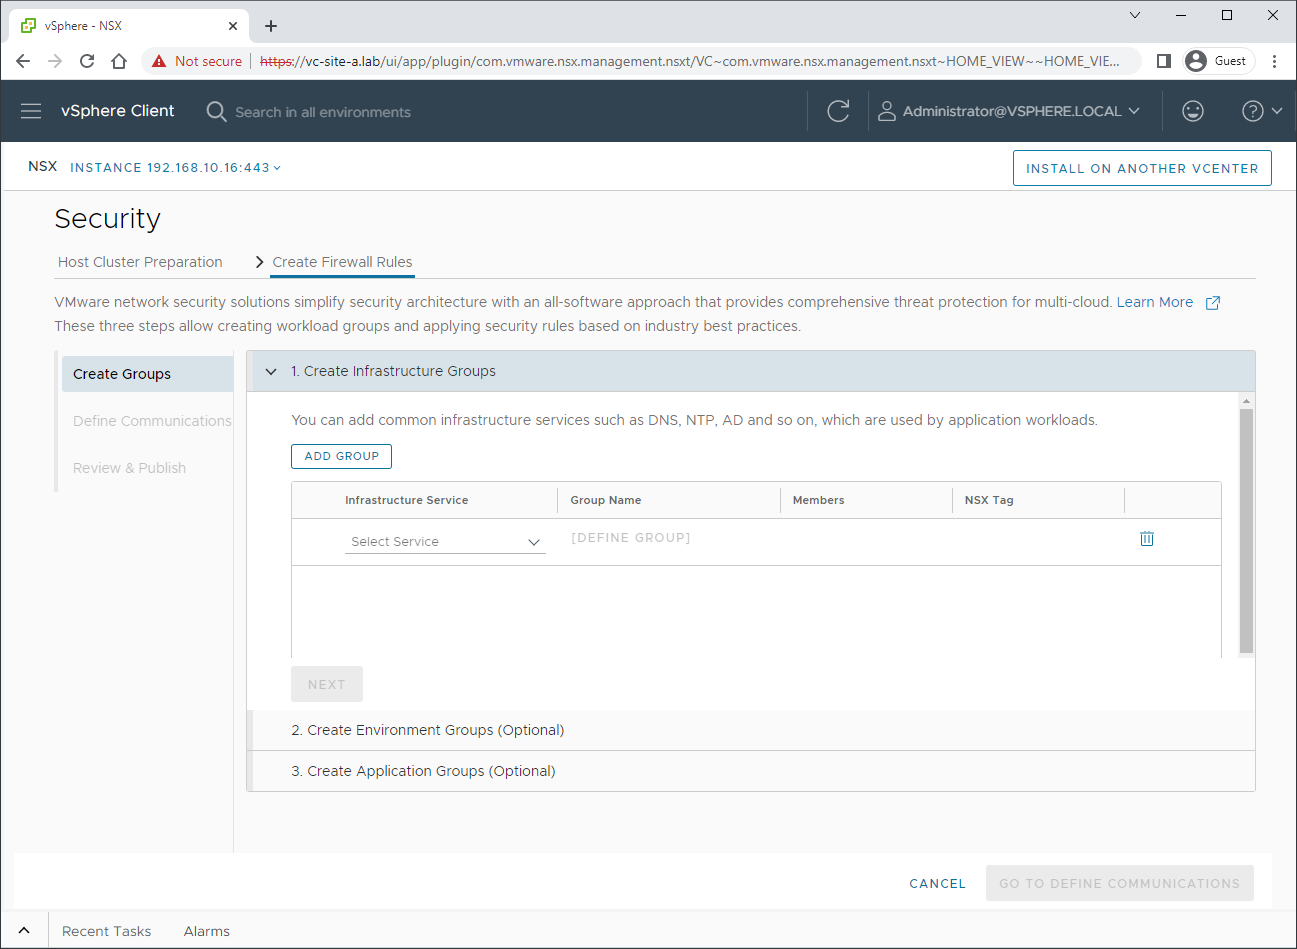 vSphere - NSX
Not secure
https://vc-site-a.lab/ui/app/plugin/com.vmware.nsx.management.nsxt/VC~com.vmware.nsx.management.nsxt~HOME_VIEW~~HOME_VIE...
Guest
vSphere Client
Search in all environments
Administrator@VSPHERE.LOCAL
NSX
INSTANCE 192.168.10.16:443
INSTALL ON ANOTHER VCENTER
Security
Host Cluster Preparation
Create Firewall Rules
VMware network security solutions simplify security architecture with an all-software approach that provides comprehensive threat protection for multi-cloud. Learn More
These three steps allow creating workload groups and applying security rules based on industry best practices.
Create Groups
Define Communications
Review & Publish
1. Create Infrastructure Groups
You can add common infrastructure services such as DNS, NTP, AD and so on, which are used by application workloads.
ADD GROUP
Infrastructure Service
Group Name
Members
NSX Tag
Select Service
[DEFINE GROUP]
NEXT
2. Create Environment Groups (Optional)
3. Create Application Groups (Optional)
CANCEL
GO TO DEFINE COMMUNICATIONS
Recent Tasks
Alarms